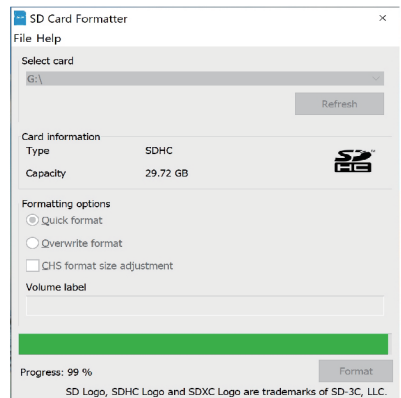 SD Card Formatter
File Help
Select card
G:\
Refresh
Card information
Type SDHC
SD
HC
Capacity 29.72 GB
Formatting options
Quick format
Overwrite format
CHS format size adjustment
Volume label
Progress: 99 %
Format
SD Logo, SDHC Logo and SDXC Logo are trademarks of SD-3C, LLC.